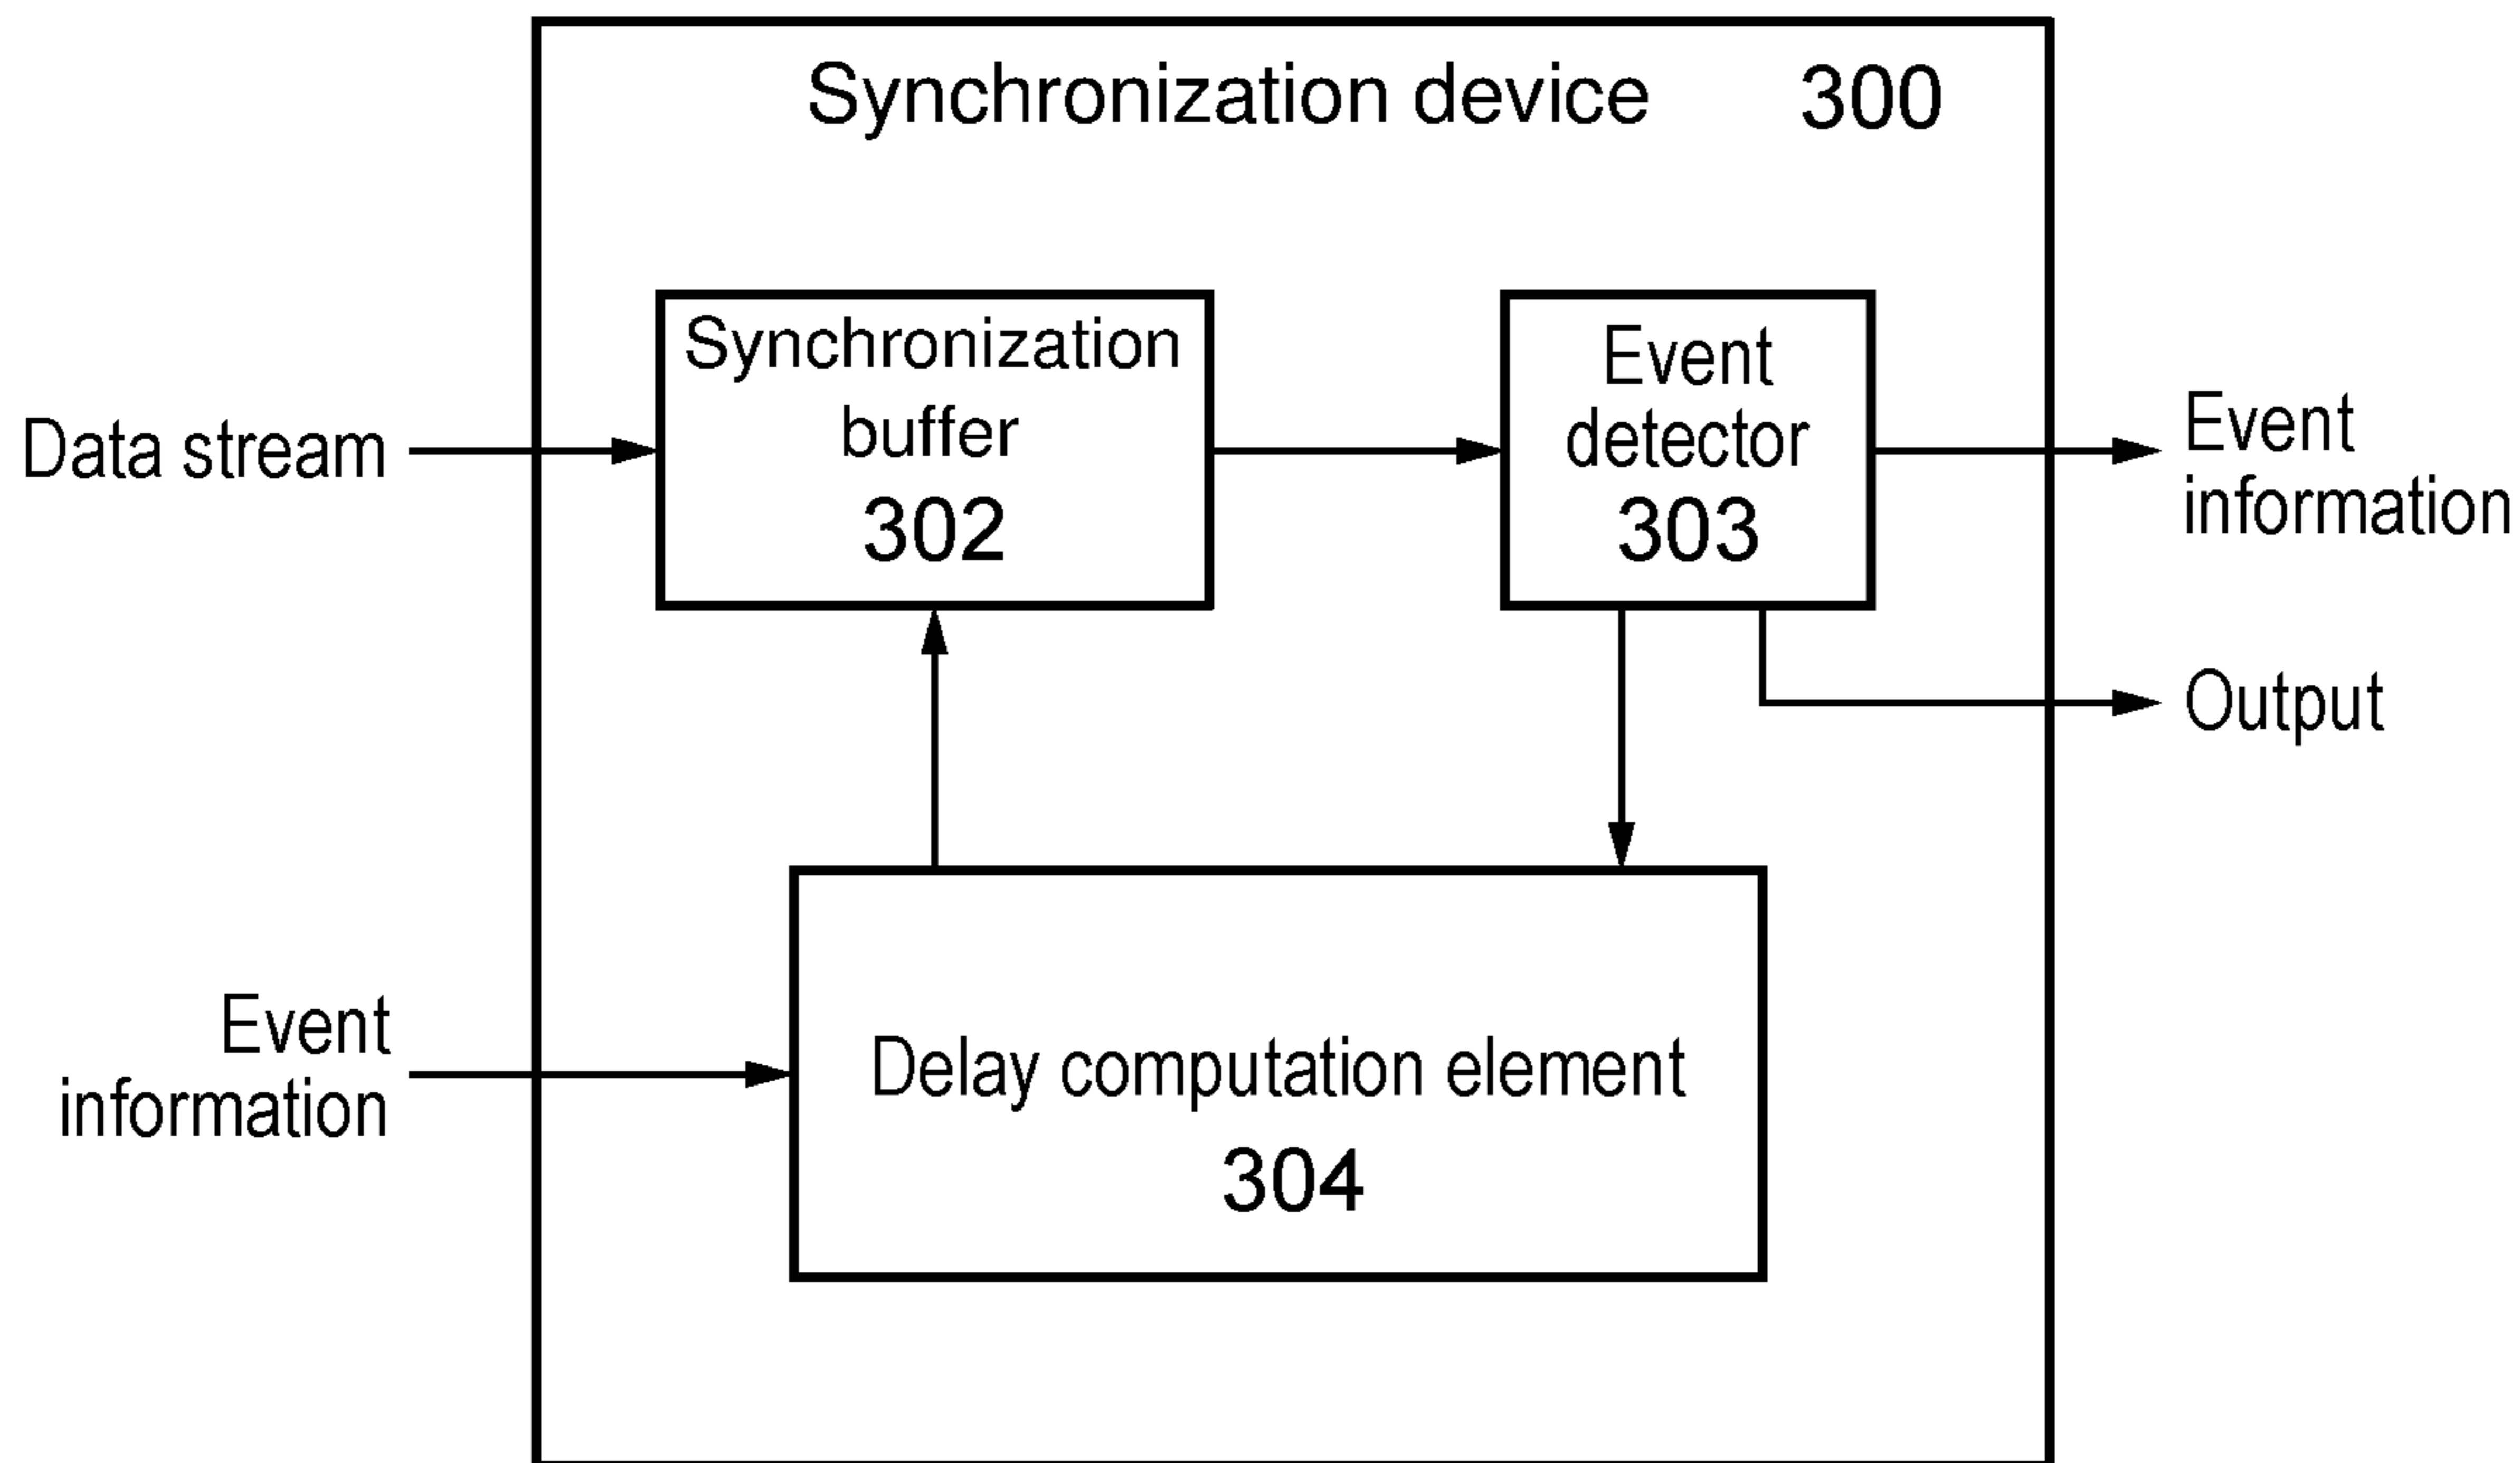 Synchronization device 300
Synchronization
buffer
302
Event
detector
303
Data stream
Event
information
Output
Event
information
Delay computation element
304